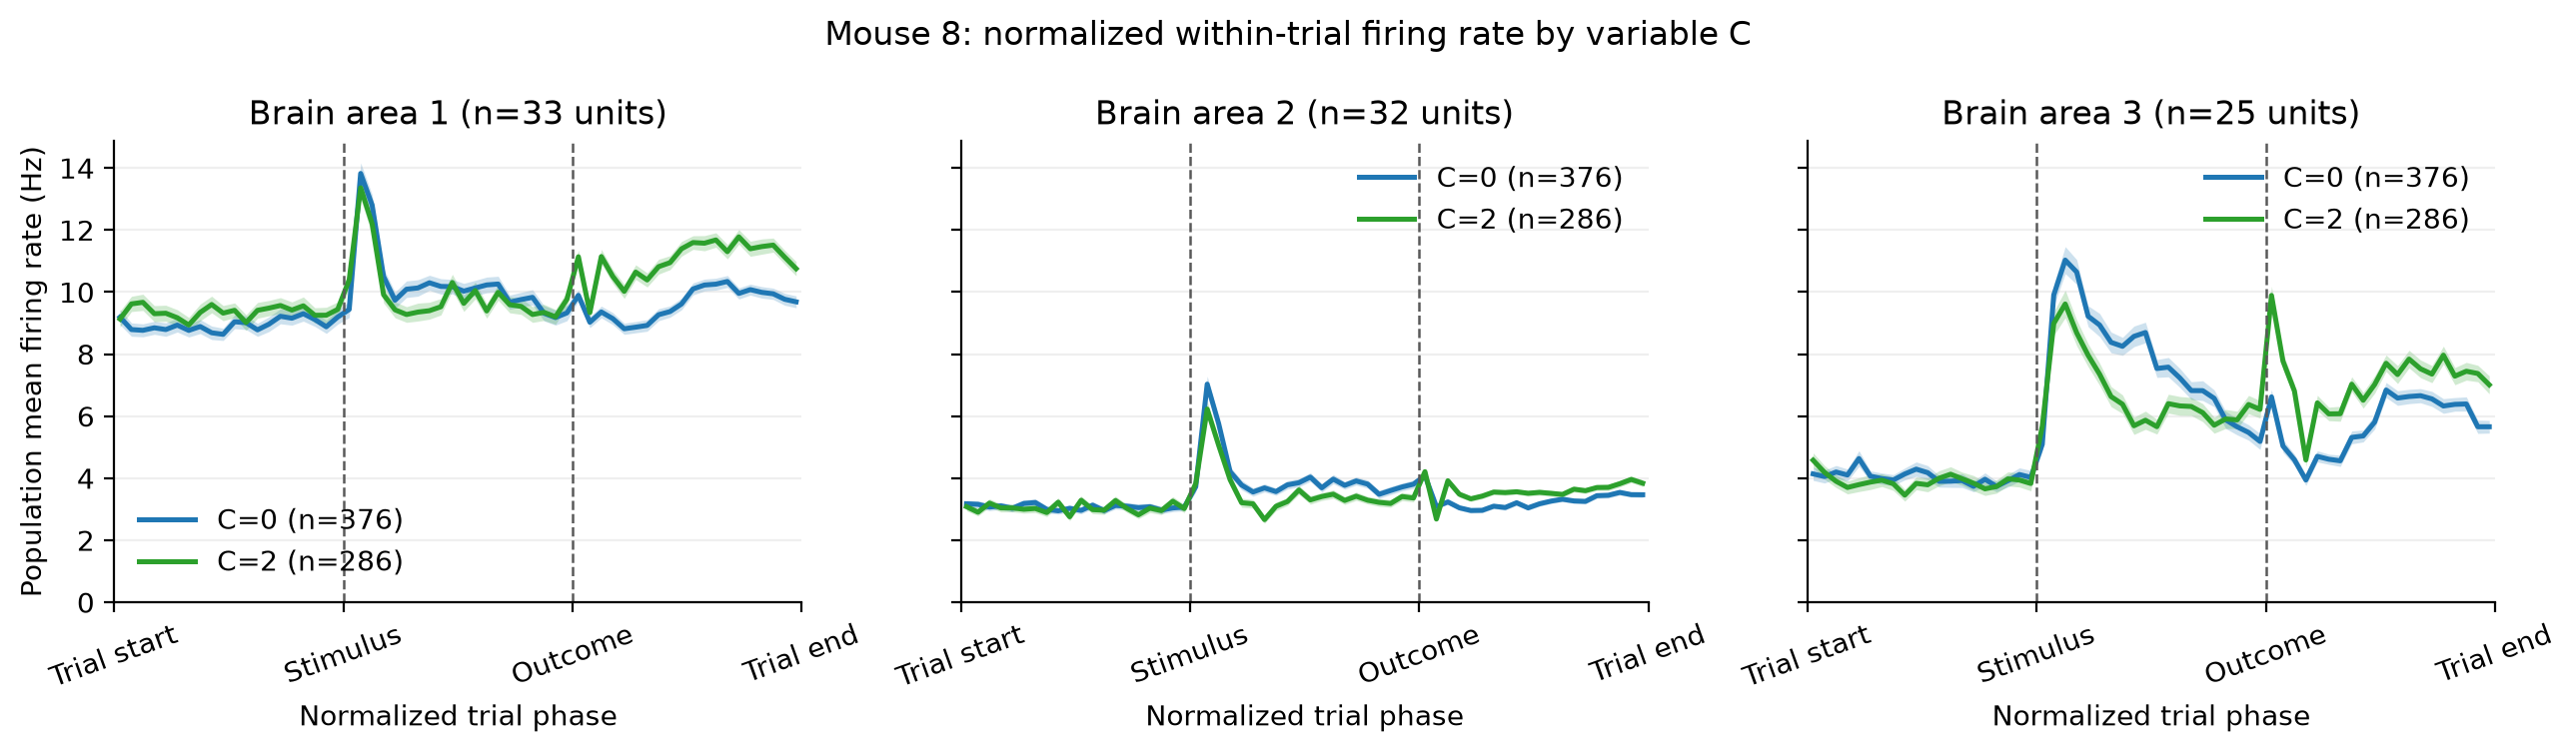 Mouse 8: normalized within-trial firing rate by variable C
Brain area 1 (n=33 units)
Population mean firing rate (Hz)
14
12
10
8
6
4
2
0
C=0 (n=376)
C=2 (n=286)
Trial start
Stimulus
Outcome
Trial end
Normalized trial phase
Brain area 2 (n=32 units)
C=0 (n=376)
C=2 (n=286)
Trial start
Stimulus
Outcome
Trial end
Normalized trial phase
Brain area 3 (n=25 units)
C=0 (n=376)
C=2 (n=286)
Trial start
Stimulus
Outcome
Trial end
Normalized trial phase